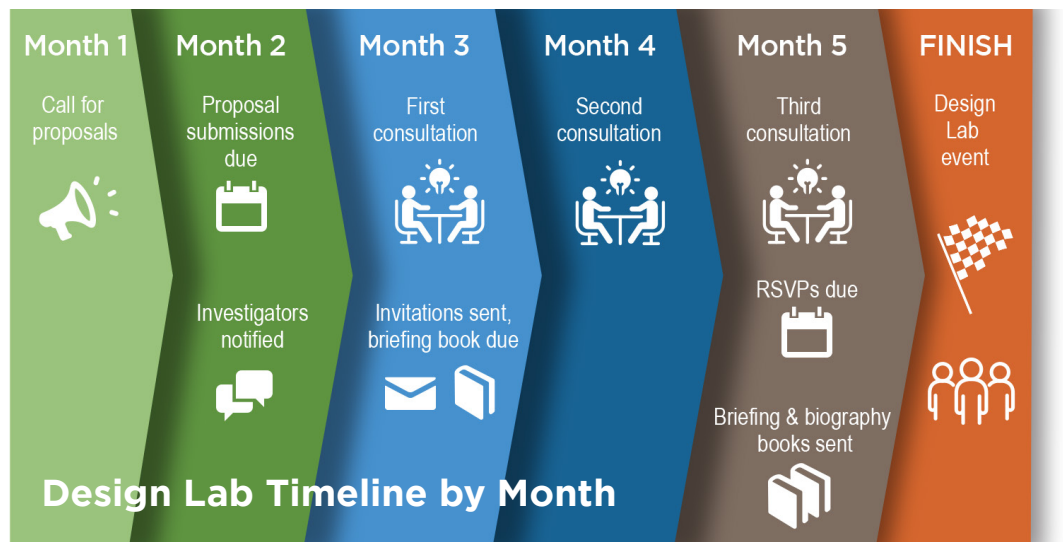 Month 1
Call for
proposals
Month 2
Proposal
submissions
due
Investigators
notified
Month 3
First
consultation
Invitations sent,
briefing book due
Month 4
Second
consultation
Month 5
Third
consultation
RSVPs due
Briefing & biography
books sent
FINISH
Design
Lab
event
Design Lab Timeline by Month